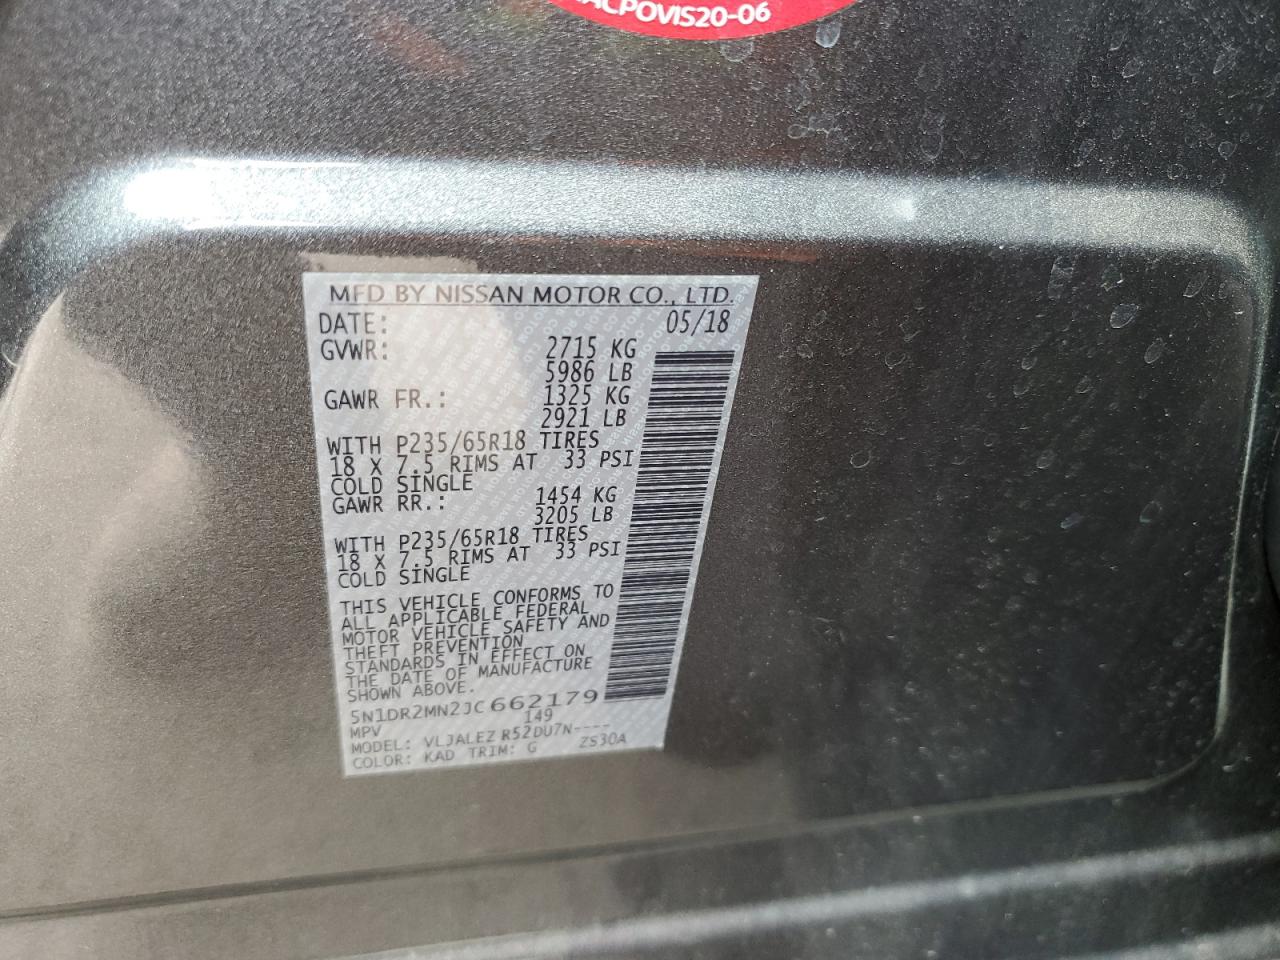 ACPOVIS20-06
MFD BY NISSAN MOTOR CO., LTD.
DATE: 05/18
GVWR: 2715 KG
5986 LB
GAWR FR.: 1325 KG
2921 LB
WITH P235/65R18 TIRES
18 X 7.5 RIMS AT 33 PSI
COLD SINGLE
GAWR RR.: 1454 KG
3205 LB
WITH P235/65R18 TIRES
18 X 7.5 RIMS AT 33 PSI
COLD SINGLE
THIS VEHICLE CONFORMS TO
ALL APPLICABLE FEDERAL
MOTOR VEHICLE SAFETY AND
THEFT PREVENTION
STANDARDS IN EFFECT ON
THE DATE OF MANUFACTURE
SHOWN ABOVE.
5N1DR2MN2JC662179
MPV 149
MODEL: VLJALEZ R52DU7N----
COLOR: KAD TRIM: G ZS30A